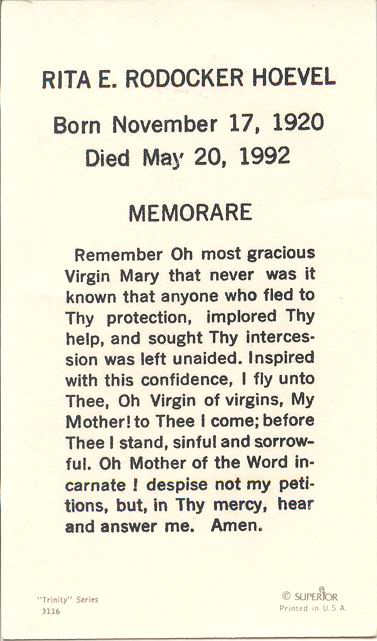 RITA E. RODOCKER HOEVEL
Born November 17, 1920
Died May 20, 1992
MEMORARE
Remember Oh most gracious
Virgin Mary that never was it
known that anyone who fled to
Thy protection, implored Thy
help, and sought Thy interces-
sion was left unaided. Inspired
with this confidence, I fly unto
Thee, Oh Virgin of virgins, My
Mother! to Thee I come; before
Thee I stand, sinful and sorrow-
ful. Oh Mother of the Word in-
carnate ! despise not my peti-
tions, but, in Thy mercy, hear
and answer me. Amen.
"Trinity" Series
3116
© SUPERIOR
Printed in U.S.A.